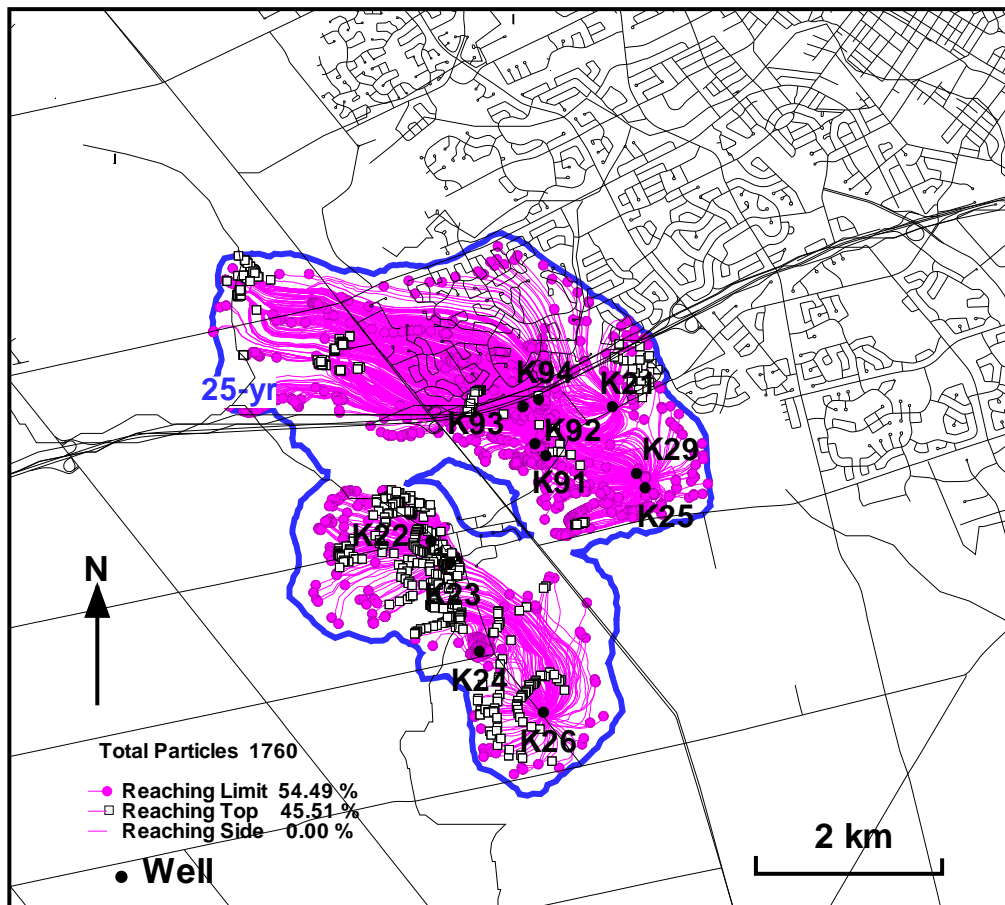 K94
K21
25-yr
K93
K92
K29
K91
K25
K22
K23
N
K24
K26
Total Particles 1760
Reaching Limit 54.49 %
Reaching Top 45.51 %
Reaching Side 0.00 %
2 km
Well